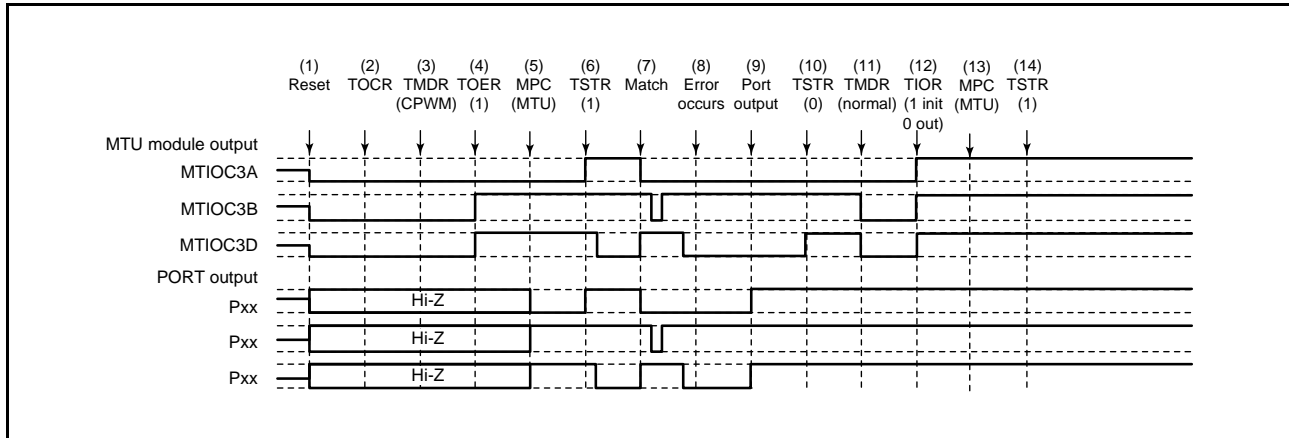 (1) (2) (3) (4) (5) (6) (7) (8) (9) (10) (11) (12) (13) (14)
Reset TOCR TMDR TOER MPC TSTR Match Error Port TSTR TMDR TIOR MPC TSTR
(CPWM) (1) (MTU) (1) occurs output (0) (normal) (1 init (MTU) (1)
0 out)
MTU module output
MTIOC3A
MTIOC3B
MTIOC3D
PORT output
Pxx Hi-Z
Pxx Hi-Z
Pxx Hi-Z